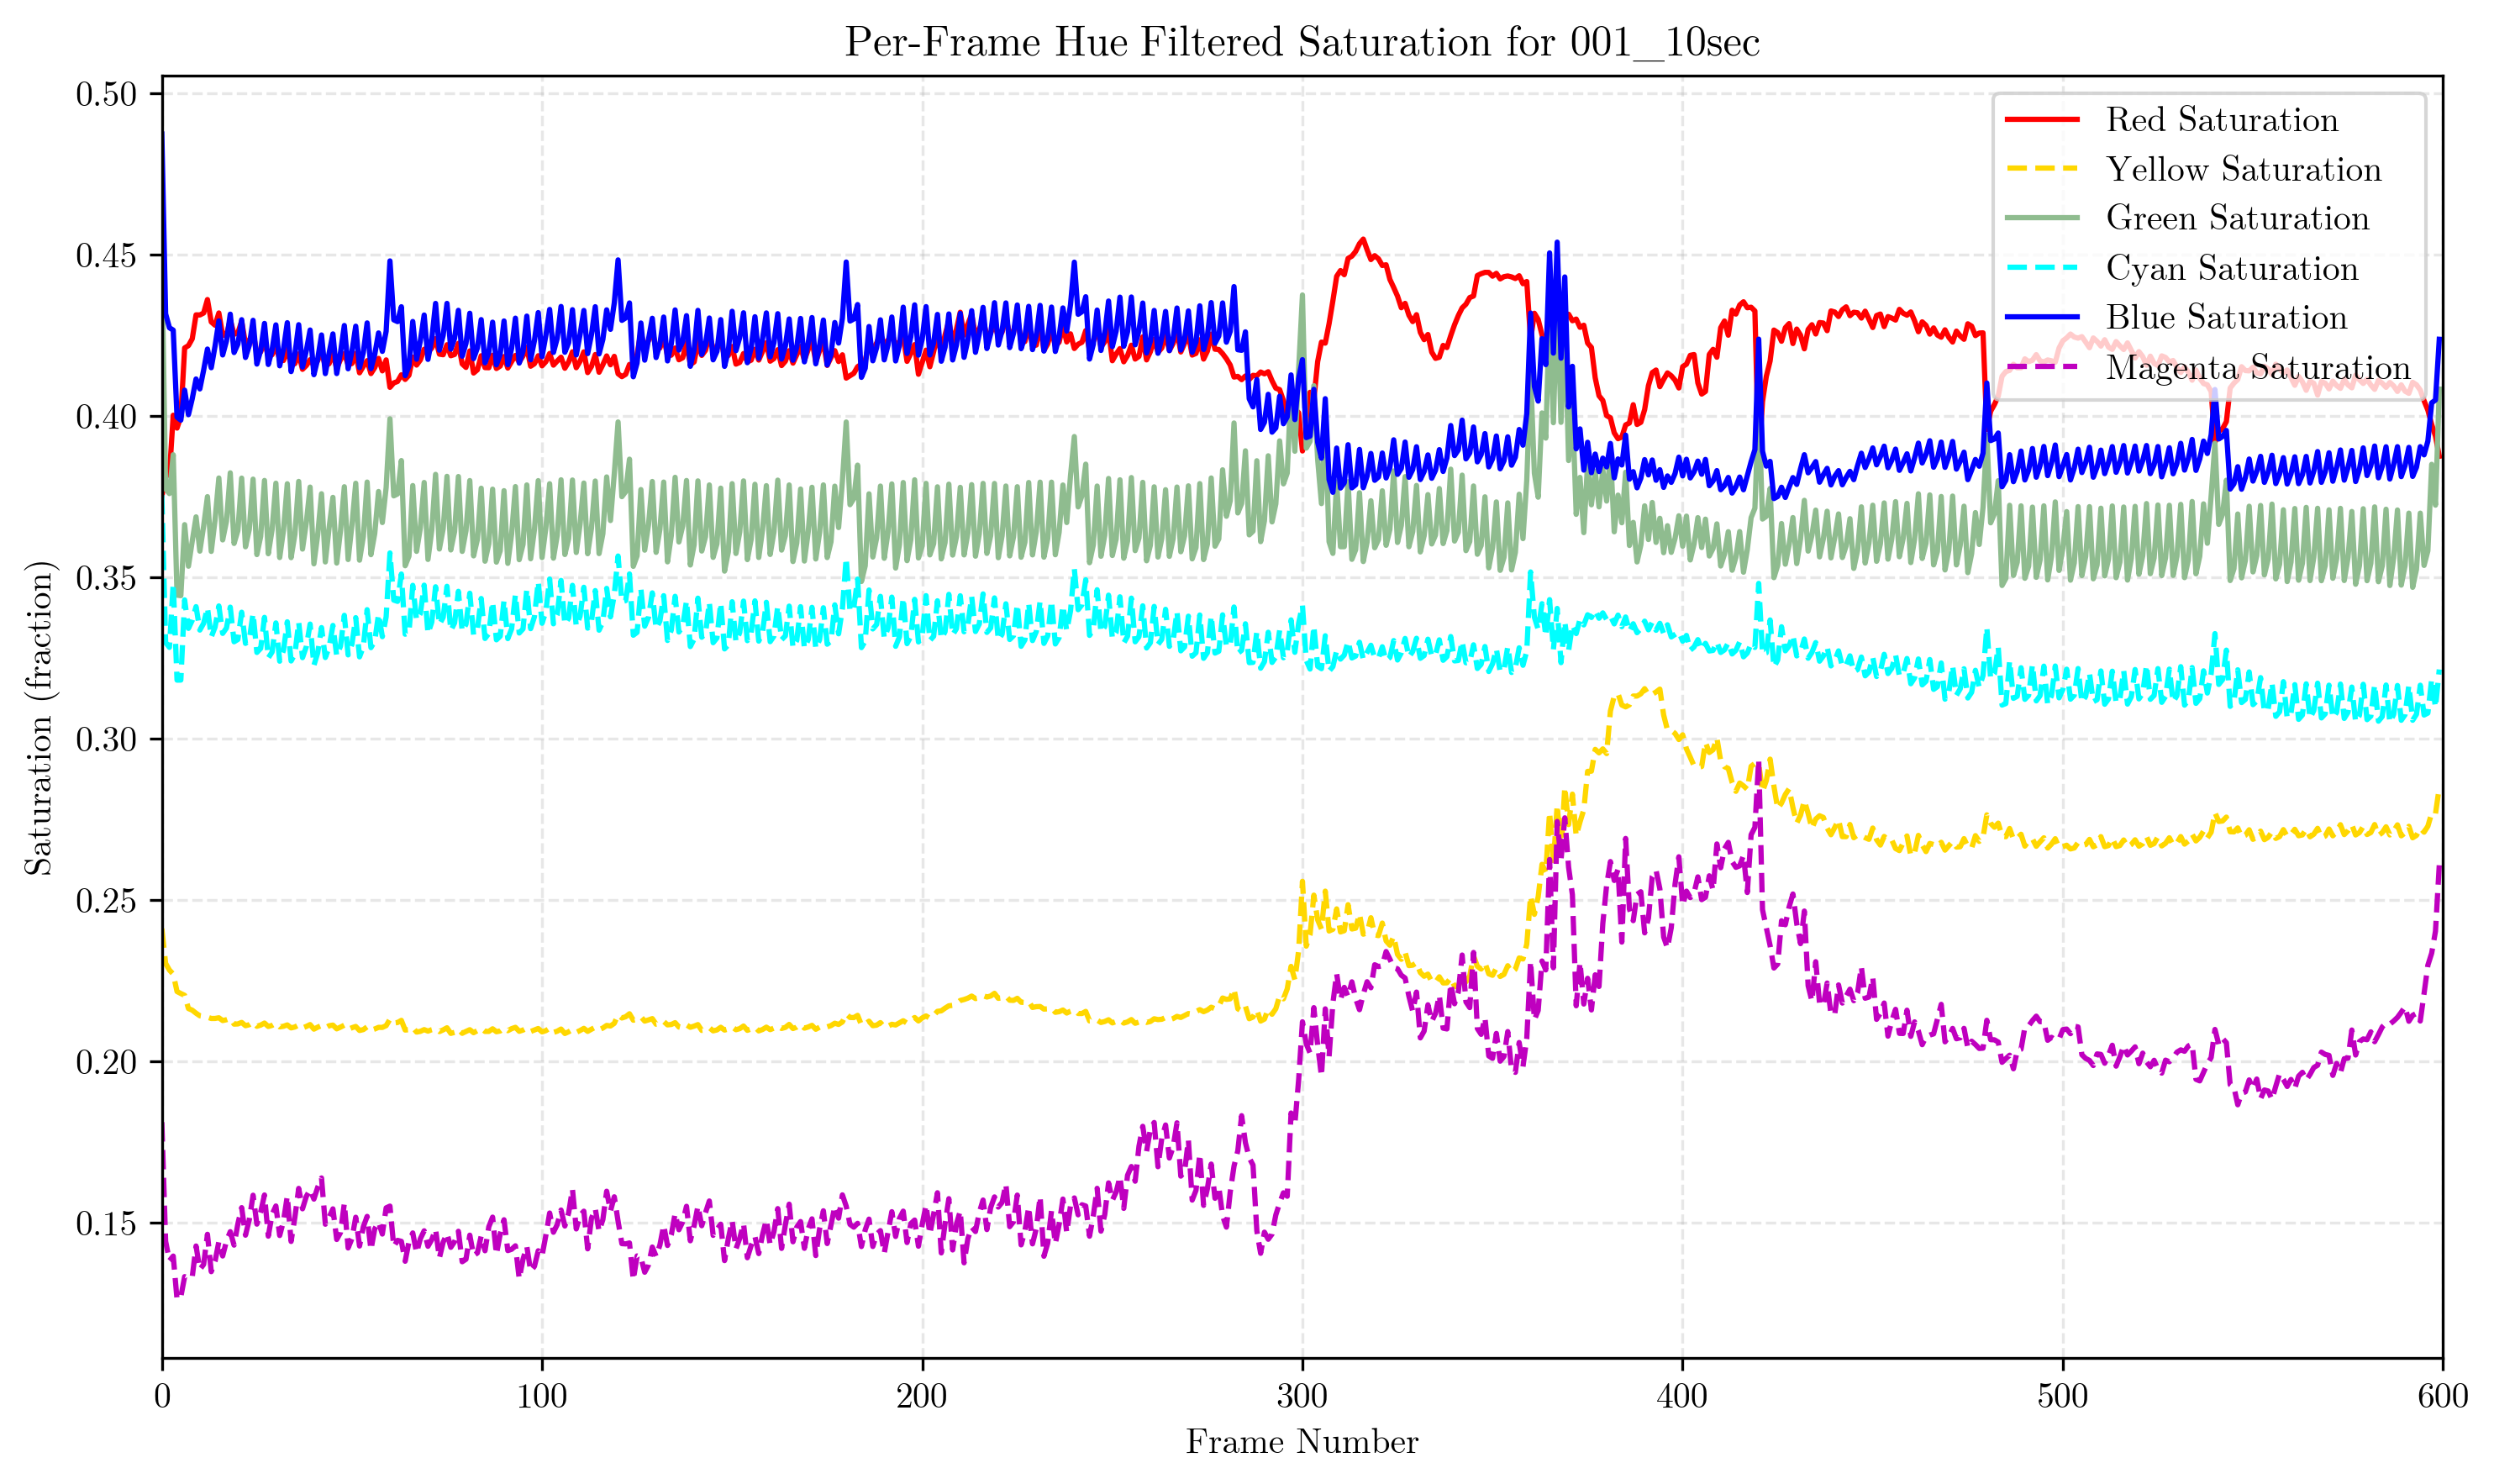 Per-Frame Hue Filtered Saturation for 001_10sec
0.50
0.45
0.40
0.35
0.30
0.25
0.20
0.15
Saturation (fraction)
Red Saturation
Yellow Saturation
Green Saturation
Cyan Saturation
Blue Saturation
Magenta Saturation
0 100 200 300 400 500 600
Frame Number